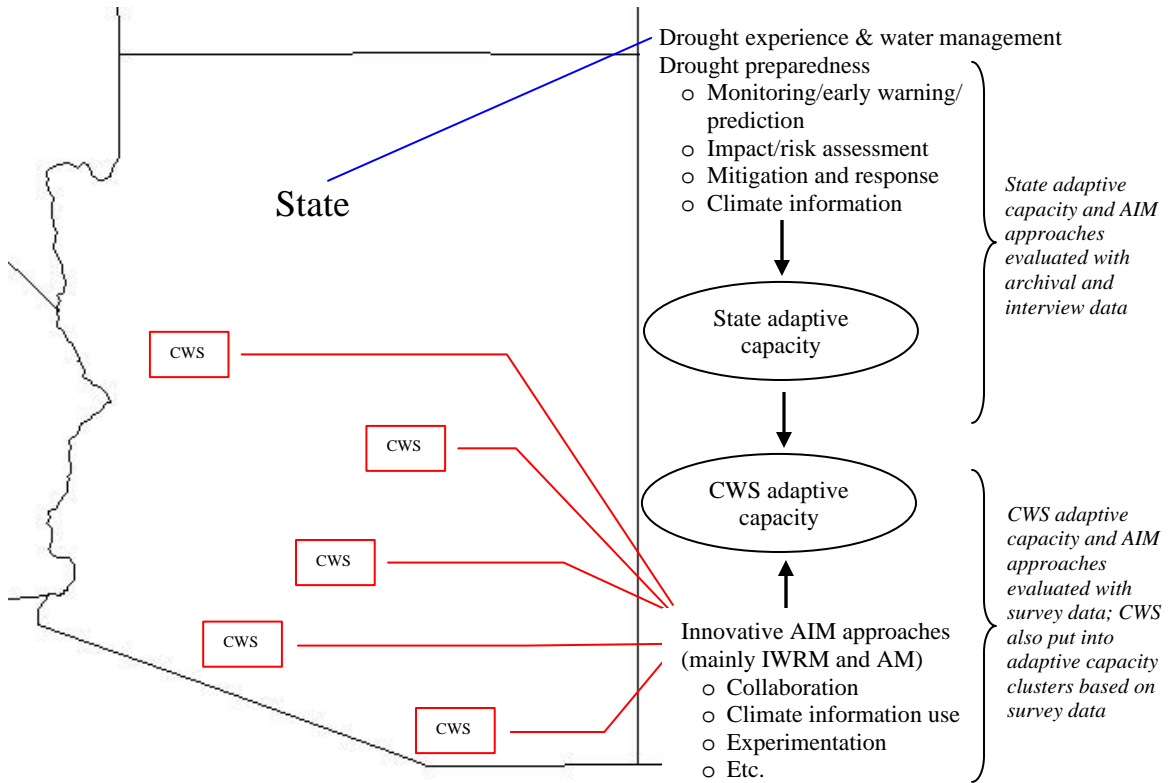 Drought experience & water management
Drought preparedness
o Monitoring/early warning/
prediction
o Impact/risk assessment
o Mitigation and response
o Climate information
State
State adaptive
capacity and AIM
approaches
evaluated with
archival and
interview data
State adaptive
capacity
CWS
CWS
CWS
CWS
CWS
CWS adaptive
capacity
CWS adaptive
capacity and AIM
approaches
evaluated with
survey data; CWS
also put into
adaptive capacity
clusters based on
survey data
Innovative AIM approaches
(mainly IWRM and AM)
o Collaboration
o Climate information use
o Experimentation
o Etc.